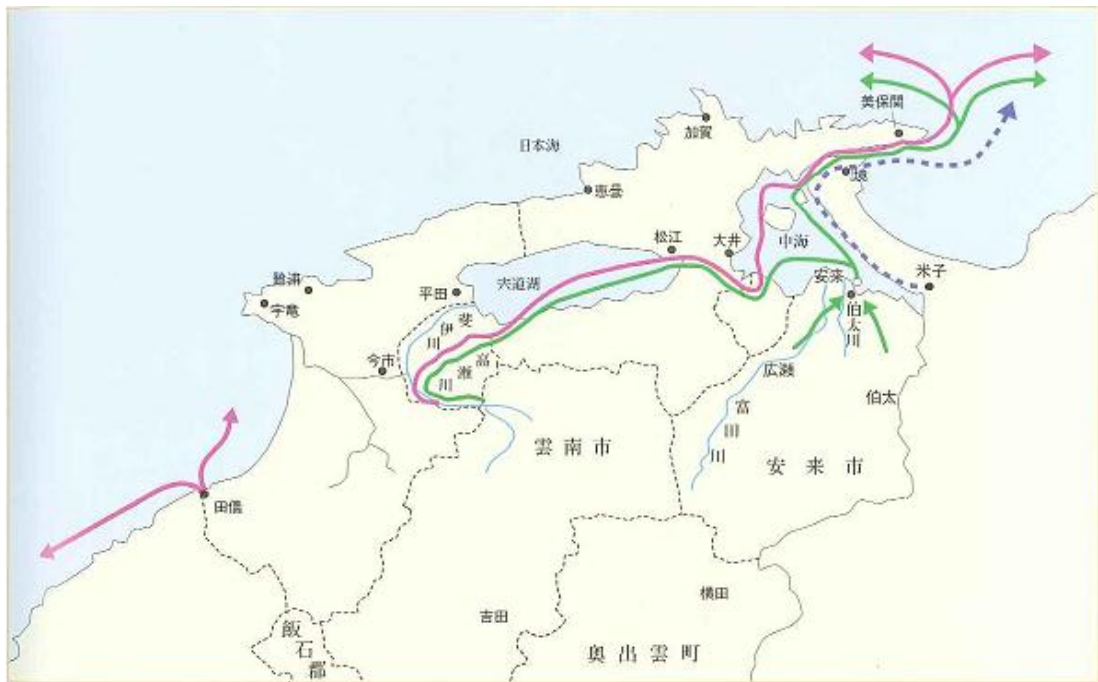 美保関
加賀
日本海
境
恵曇
松江
大井
中海
宍道湖
安来
米子
鷺浦
平田
宇竜
斐伊川
伯太川
今市
高瀬川
広瀬
伯太
富田川
雲南市
安来市
田儀
横田
吉田
飯石郡
奥出雲町